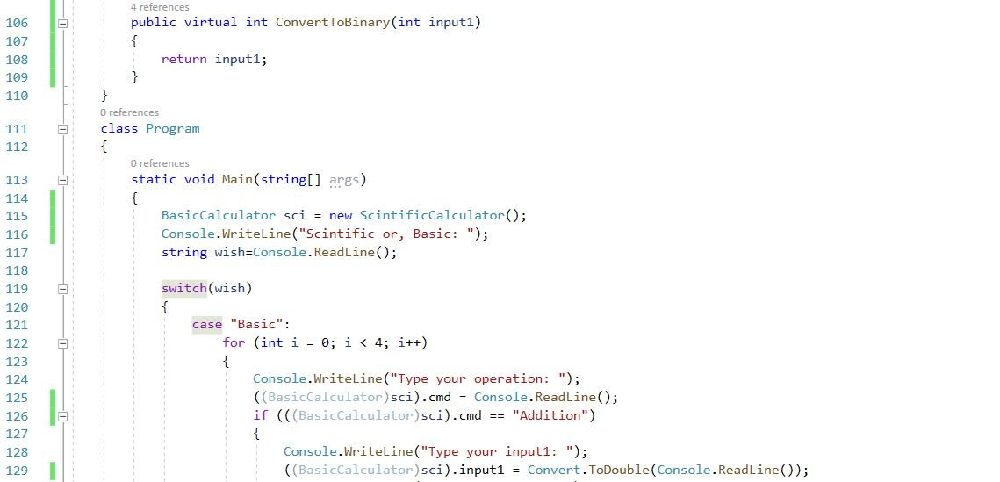 4 references
106 public virtual int ConvertToBinary(int input1)
107 {
108 return input1;
109 }
110 }
0 references
111 class Program
112 {
0 references
113 static void Main(string[] args)
114 {
115 BasicCalculator sci = new ScintificCalculator();
116 Console.WriteLine("Scintific or, Basic: ");
117 string wish=Console.ReadLine();
118
119 switch(wish)
120 {
121 case "Basic":
122 for (int i = 0; i < 4; i++)
123 {
124 Console.WriteLine("Type your operation: ");
125 ((BasicCalculator)sci).cmd = Console.ReadLine();
126 if (((BasicCalculator)sci).cmd == "Addition")
127 {
128 Console.WriteLine("Type your input1: ");
129 ((BasicCalculator)sci).input1 = Convert.ToDouble(Console.ReadLine());